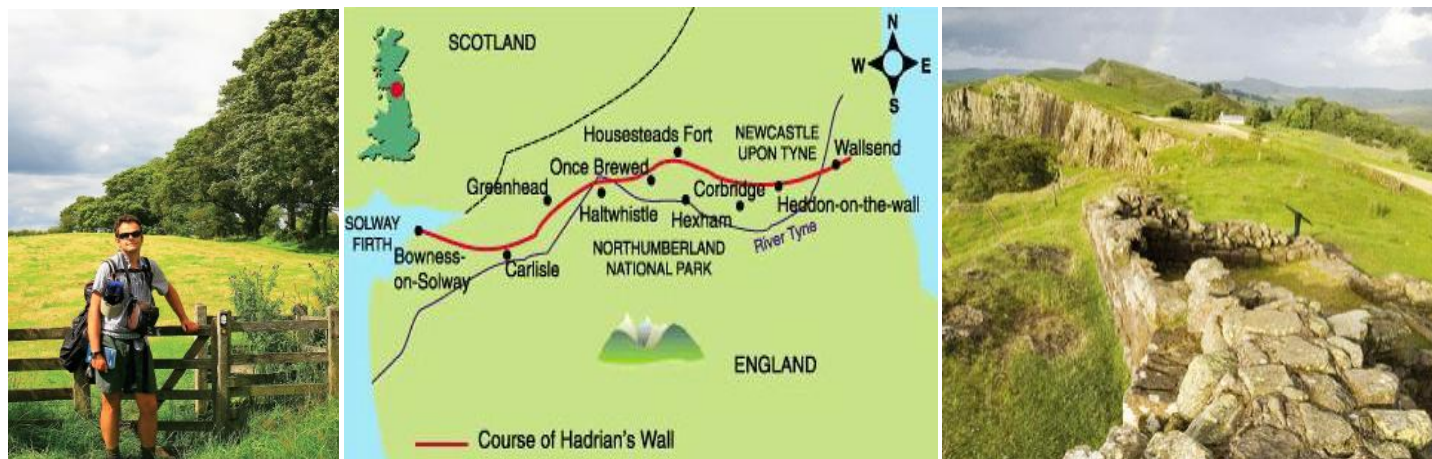 SCOTLAND
N
W
E
S
Housesteads Fort
NEWCASTLE
UPON TYNE
Wallsend
Once Brewed
Greenhead
Corbridge
Heddon-on-the-wall
Haltwhistle
Hexham
SOLWAY
FIRTH
River Tyne
Bowness-
on-Solway
Carlisle
NORTHUMBERLAND
NATIONAL PARK
ENGLAND
Course of Hadrian's Wall